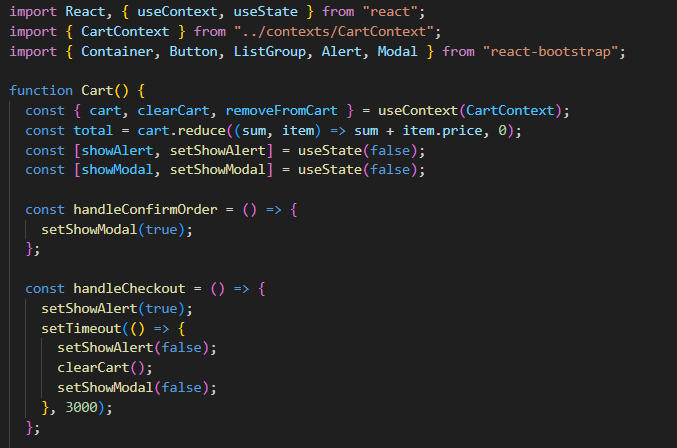 import React, { useContext, useState } from "react";
import { CartContext } from "../contexts/CartContext";
import { Container, Button, ListGroup, Alert, Modal } from "react-bootstrap";

function Cart() {
  const { cart, clearCart, removeFromCart } = useContext(CartContext);
  const total = cart.reduce((sum, item) => sum + item.price, 0);
  const [showAlert, setShowAlert] = useState(false);
  const [showModal, setShowModal] = useState(false);

  const handleConfirmOrder = () => {
    setShowModal(true);
  };

  const handleCheckout = () => {
    setShowAlert(true);
    setTimeout(() => {
      setShowAlert(false);
      clearCart();
      setShowModal(false);
    }, 3000);
  };